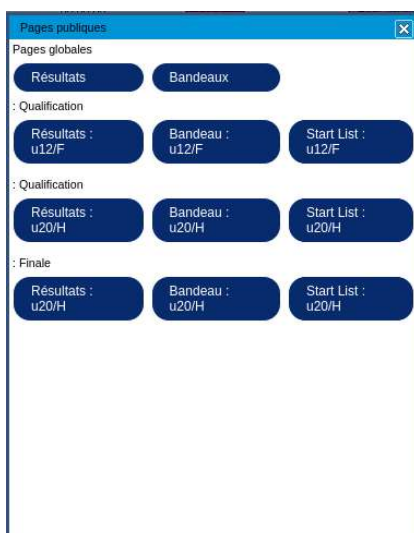 Pages publiques
Pages globales
Résultats
Bandeaux
: Qualification
Résultats :
u12/F
Bandeau :
u12/F
Start List :
u12/F
: Qualification
Résultats :
u20/H
Bandeau :
u20/H
Start List :
u20/H
: Finale
Résultats :
u20/H
Bandeau :
u20/H
Start List :
u20/H